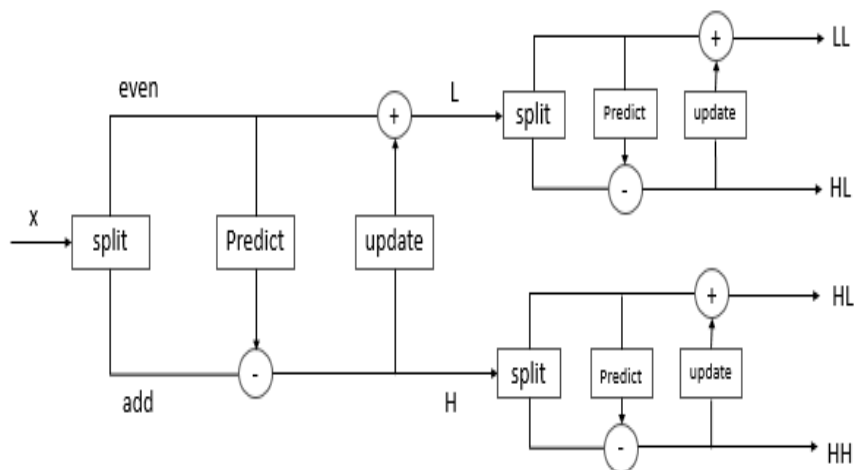 even
x
split
Predict
update
+
-
add
L
H
split
Predict
update
+
-
LL
HL
split
Predict
update
+
-
HL
HH